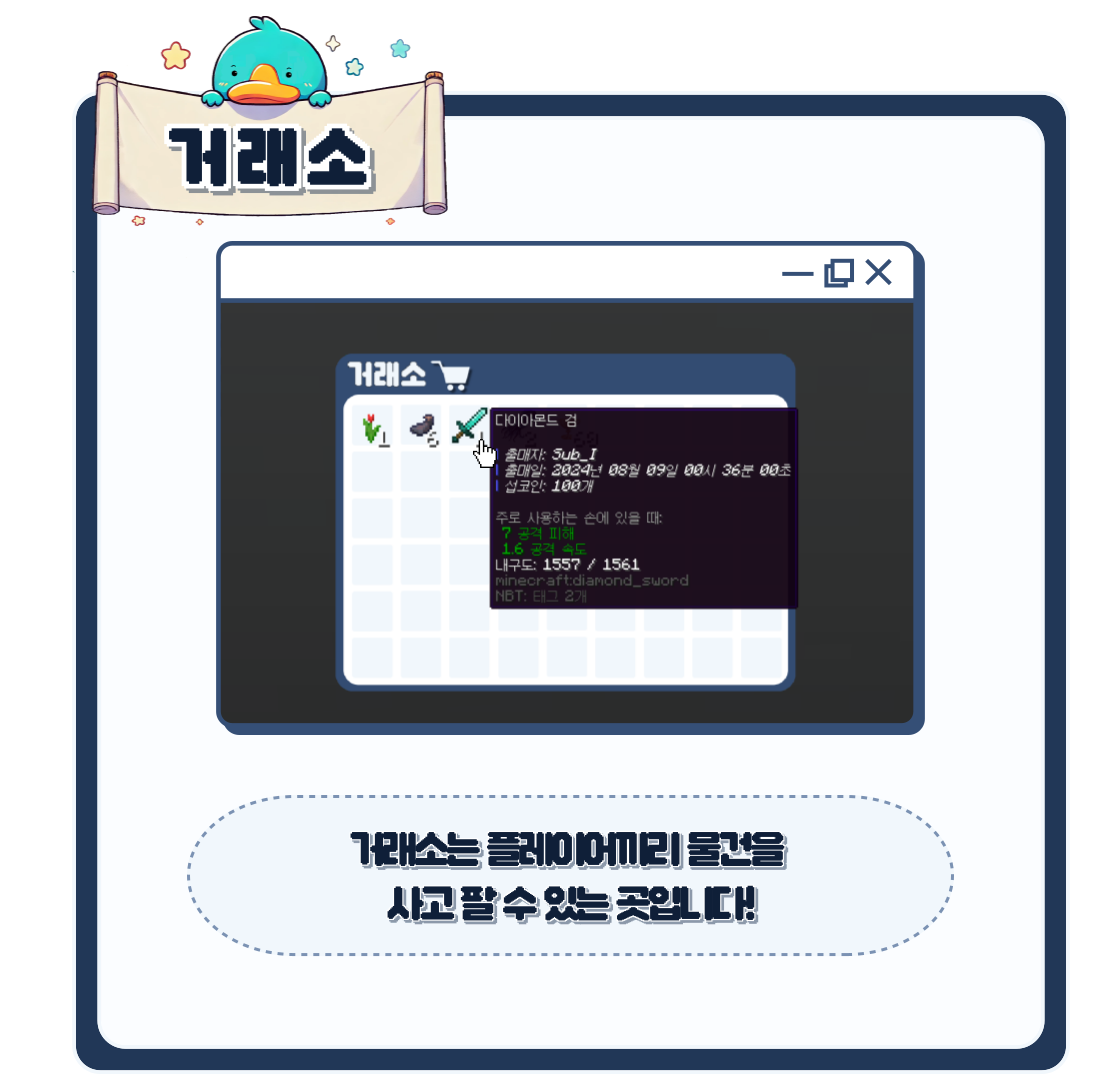 거래소
거래소
1
6
다이아몬드 검
출매자: Sub_I
출매일: 2024년 08월 09일 00시 36분 00초
섭코인: 100개
주로 사용하는 손에 있을 때:
7 공격 피해
1.6 공격 속도
내구도: 1557 / 1561
minecraft:diamond_sword
NBT: 태그 2개
거래소는 플레이어끼리 물건을
사고 팔 수 있는 곳입니다!